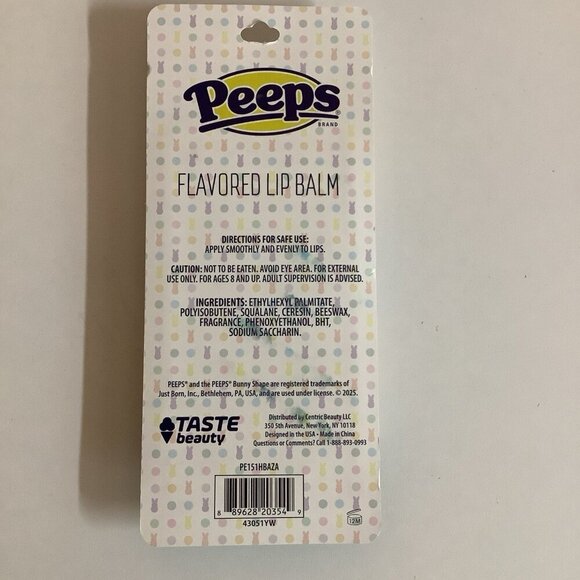 Peeps®
BRAND
FLAVORED LIP BALM
DIRECTIONS FOR SAFE USE:
APPLY SMOOTHLY AND EVENLY TO LIPS.
CAUTION: NOT TO BE EATEN. AVOID EYE AREA. FOR EXTERNAL
USE ONLY. FOR AGES 8 AND UP. ADULT SUPERVISION IS ADVISED.
INGREDIENTS: ETHYLHEXYL PALMITATE,
POLYISOBUTENE, SQUALANE, CERESIN, BEESWAX,
FRAGRANCE, PHENOXYETHANOL, BHT,
SODIUM SACCHARIN.
PEEPS® and the PEEPS® Bunny Shape are registered trademarks of
Just Born, Inc., Bethlehem, PA, USA, and are used under license. © 2025.
TASTE
beauty
Distributed by Centric Beauty LLC
350 5th Avenue, New York, NY 10118
Designed in the USA • Made in China
Questions or Comments? Call 1-888-893-0993
PE151HBAZA
8 89628 20354 9
43051YW
12M